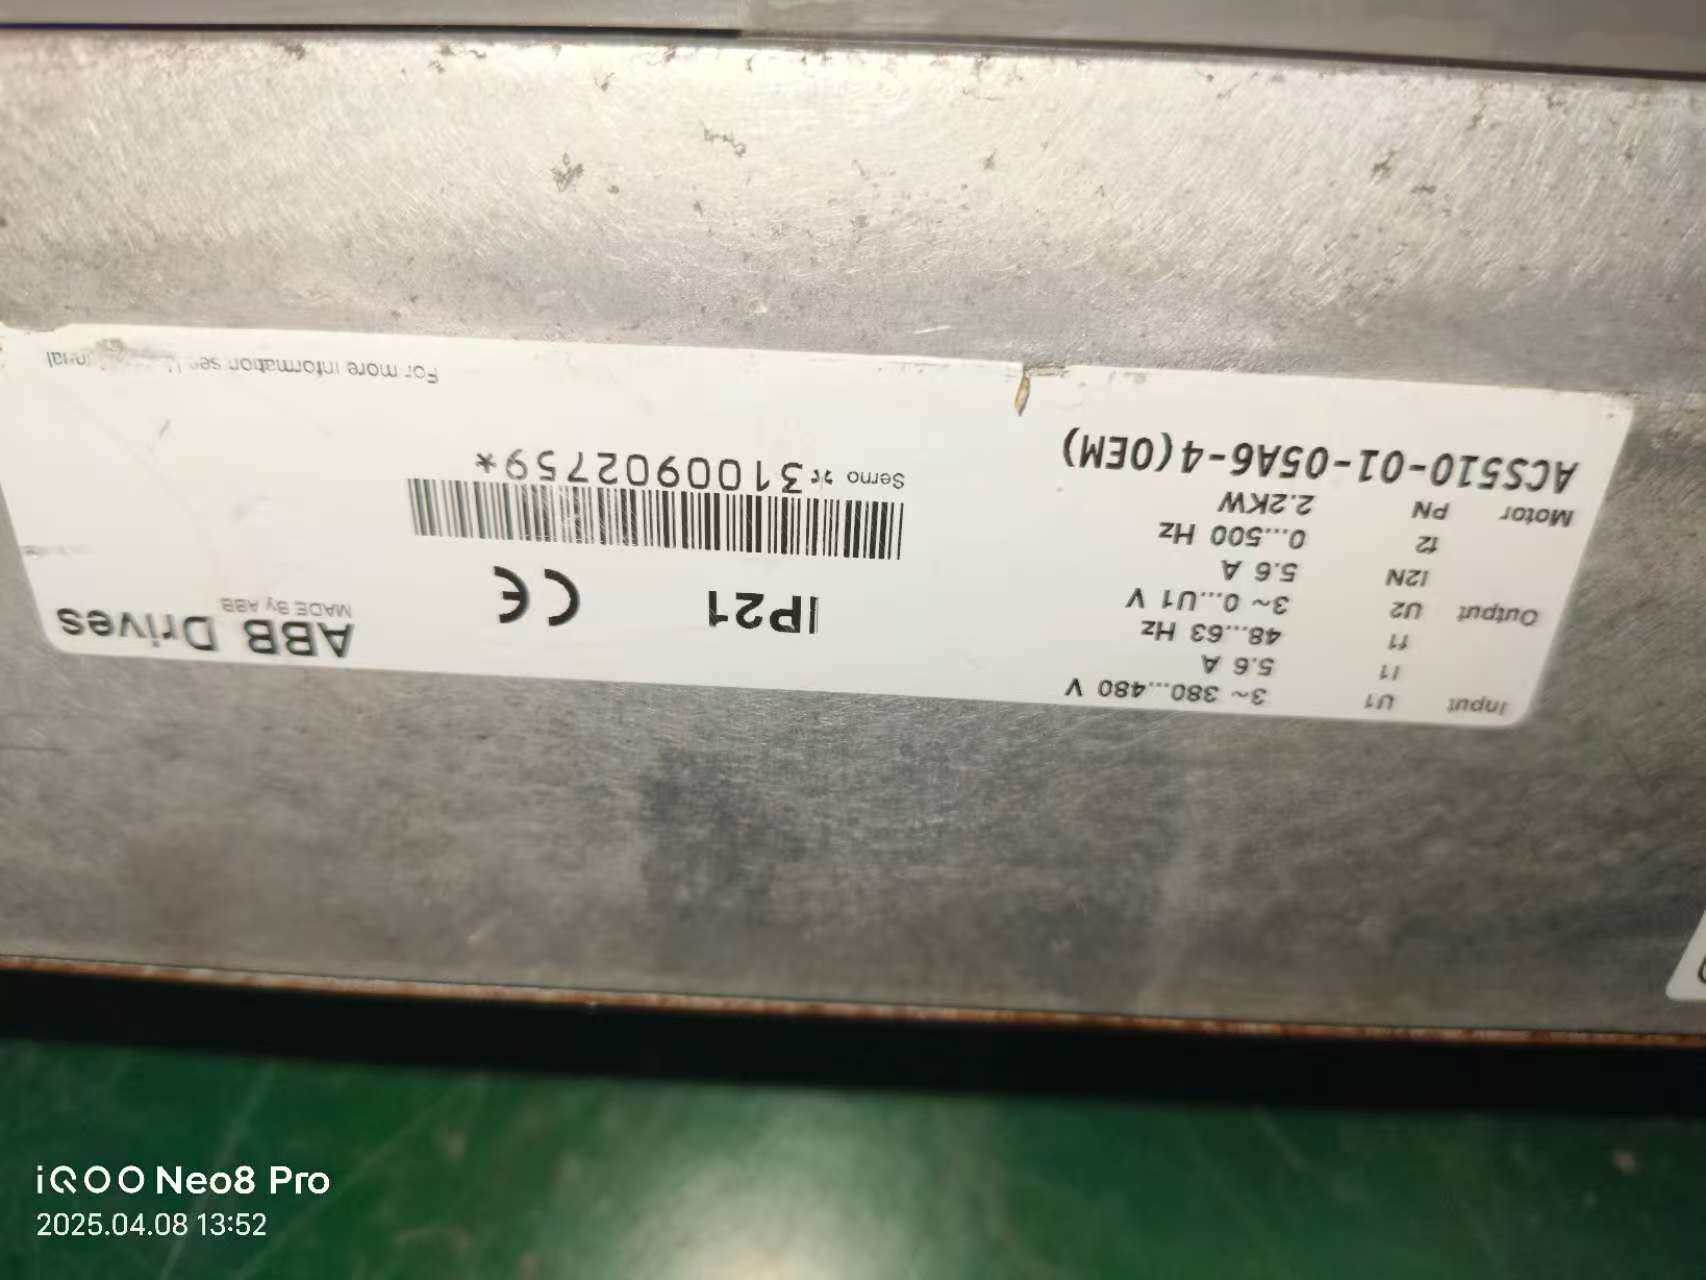 Input U1 3~ 380...480 V
I1 5.6 A
f1 48...63 Hz
Output U2 3~ 0...U1 V
I2N 5.6 A
f2 0...500 Hz
Motor PN 2.2KW
ACS510-01-05A6-4(OEM)
IP21
CE
Serno
3100902759*
ABB Drives
MADE By ABB
For more information
iQOO Neo8 Pro
2025.04.08 13:52